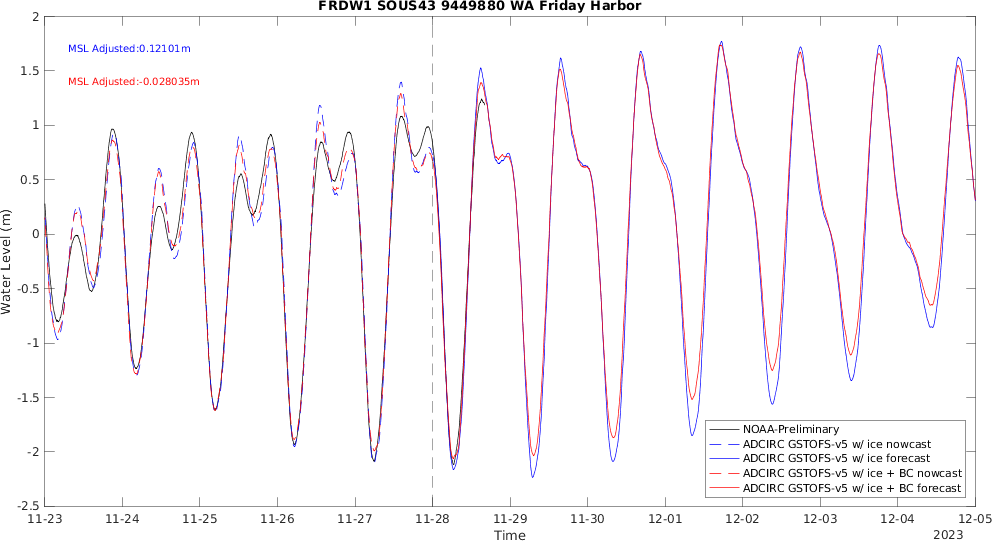 FRDW1 SOUS43 9449880 WA Friday Harbor
MSL Adjusted:0.12101m
MSL Adjusted:-0.028035m
Water Level (m)
2
1.5
1
0.5
0
-0.5
-1
-1.5
-2
-2.5
NOAA-Preliminary
ADCIRC GSTOFS-v5 w/ ice nowcast
ADCIRC GSTOFS-v5 w/ ice forecast
ADCIRC GSTOFS-v5 w/ ice + BC nowcast
ADCIRC GSTOFS-v5 w/ ice + BC forecast
11-23 11-24 11-25 11-26 11-27 11-28 11-29 11-30 12-01 12-02 12-03 12-04 12-05
Time
2023